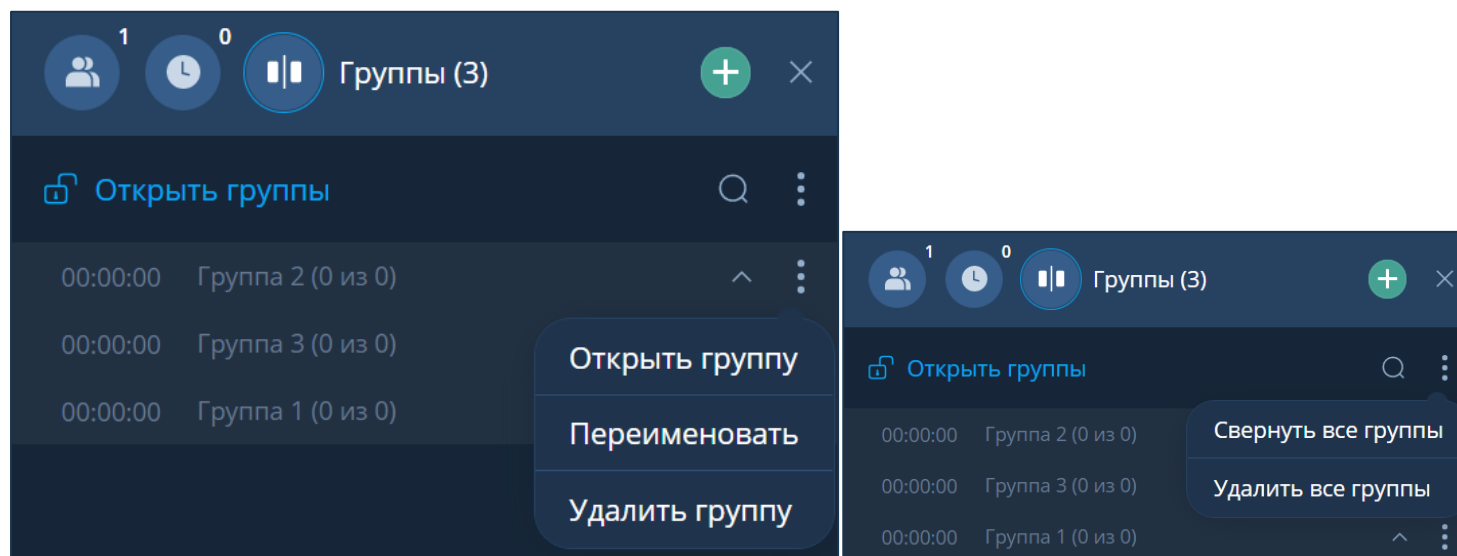 1 0
Группы (3)
Открыть группы
00:00:00 Группа 2 (0 из 0)
00:00:00 Группа 3 (0 из 0)
00:00:00 Группа 1 (0 из 0)
Открыть группу
Переименовать
Удалить группу
1 0
Группы (3)
Открыть группы
00:00:00 Группа 2 (0 из 0)
00:00:00 Группа 3 (0 из 0)
00:00:00 Группа 1 (0 из 0)
Свернуть все группы
Удалить все группы